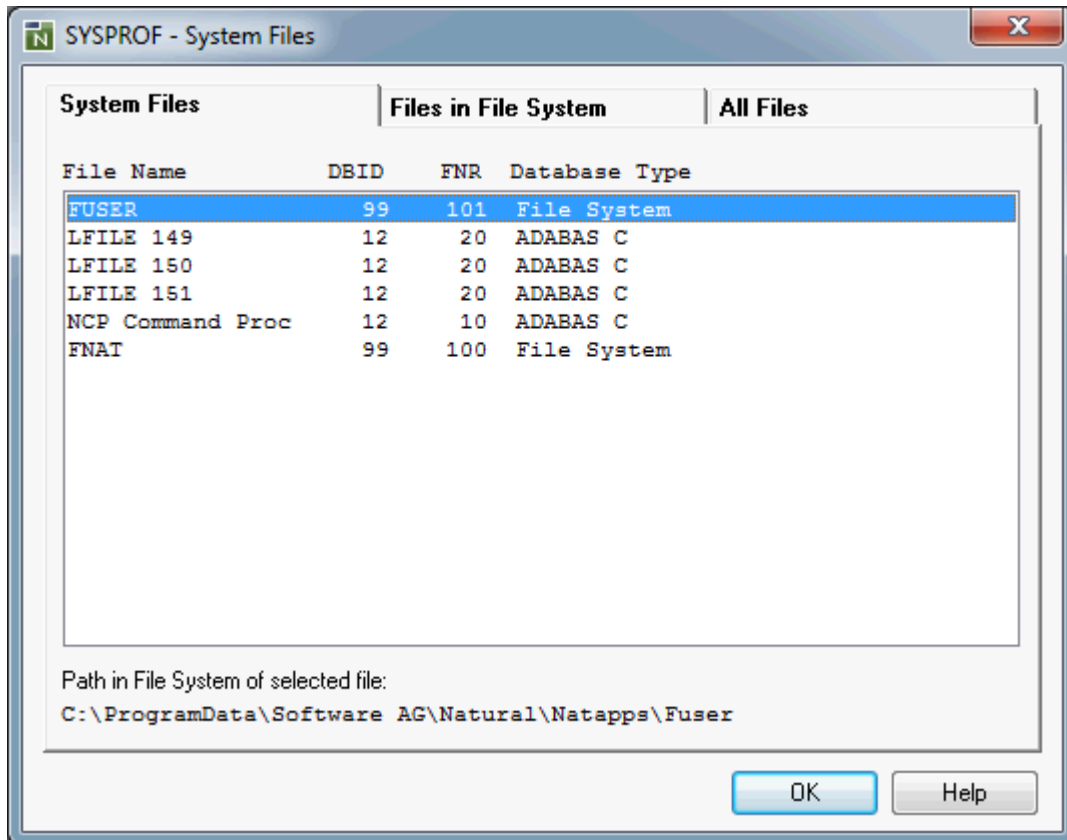 SYSPROF - System Files
System Files Files in File System All Files
File Name DBID FNR Database Type
FUSER 99 101 File System
LFILE 149 12 20 ADABAS C
LFILE 150 12 20 ADABAS C
LFILE 151 12 20 ADABAS C
NCP Command Proc 12 10 ADABAS C
FNAT 99 100 File System
Path in File System of selected file:
C:\ProgramData\Software AG\Natural\Natapps\Fuser
OK Help